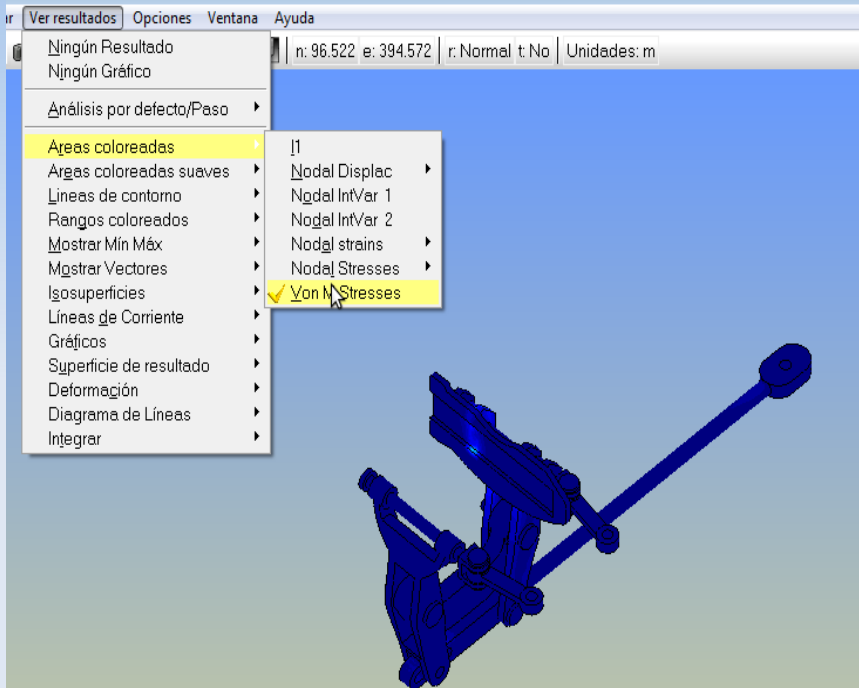 Ver resultados Opciones Ventana Ayuda
n: 96.522 e: 394.572 r: Normal t: No Unidades: m
Ningún Resultado
Ningún Gráfico
Análisis por defecto/Paso
Areas coloreadas
Areas coloreadas suaves
Lineas de contorno
Rangos coloreados
Mostrar Mín Máx
Mostrar Vectores
Isosuperficies
Líneas de Corriente
Gráficos
Superficie de resultado
Deformación
Diagrama de Líneas
Integrar
I1
Nodal Displac
Nodal IntVar 1
Nodal IntVar 2
Nodal strains
Nodal Stresses
Von M Stresses